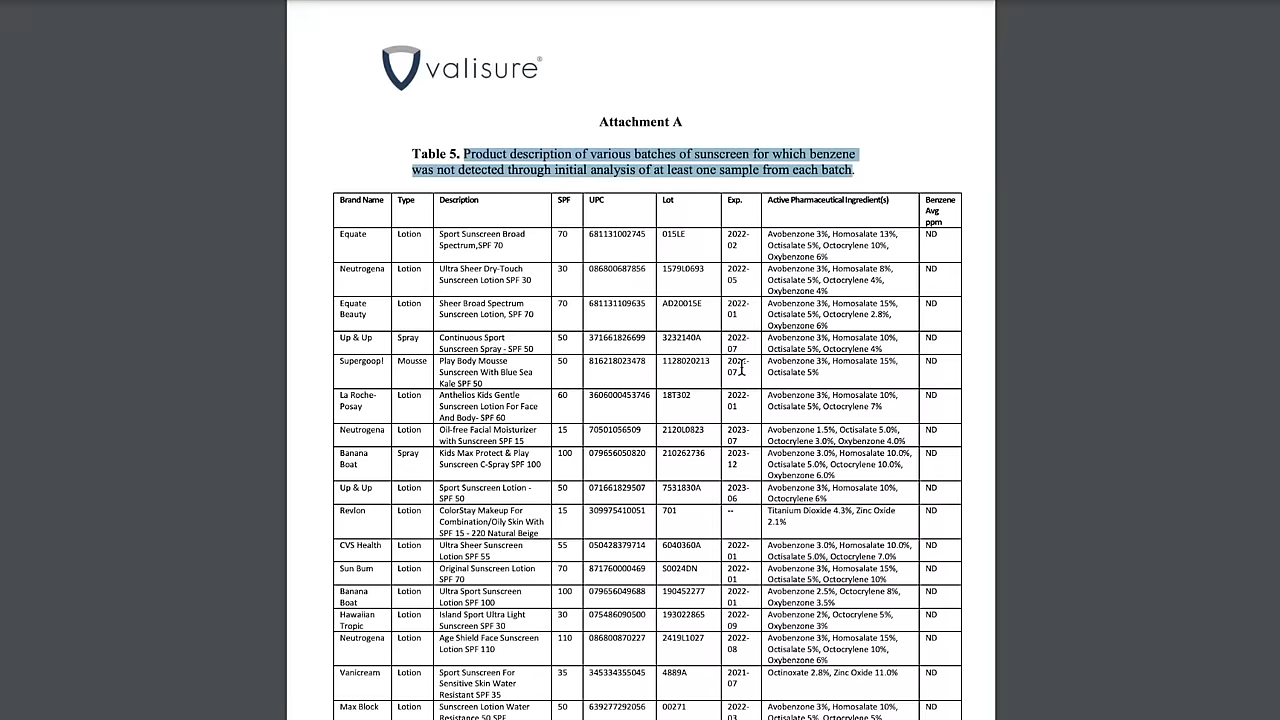 valisure®
Attachment A
Table 5. Product description of various batches of sunscreen for which benzene
was not detected through initial analysis of at least one sample from each batch.
Brand Name Type Description SPF UPC Lot Exp. Active Pharmaceutical Ingredient(s) Benzene
Avg
ppm
Equate Lotion Sport Sunscreen Broad 70 681131002745 015LE 2022- Avobenzone 3%, Homosalate 13%, ND
Spectrum,SPF 70 02 Octisalate 5%, Octocrylene 10%,
Oxybenzone 6%
Neutrogena Lotion Ultra Sheer Dry-Touch 30 086800687856 1579L0693 2022- Avobenzone 3%, Homosalate 8%, ND
Sunscreen Lotion SPF 30 05 Octisalate 5%, Octocrylene 4%,
Oxybenzone 4%
Equate Lotion Sheer Broad Spectrum 70 681131109635 AD20015E 2022- Avobenzone 3%, Homosalate 15%, ND
Beauty Sunscreen Lotion, SPF 70 01 Octisalate 5%, Octocrylene 2.8%,
Oxybenzone 6%
Up & Up Spray Continuous Sport 50 371661826699 3232140A 2022- Avobenzone 3%, Homosalate 10%, ND
Sunscreen Spray - SPF 50 07 Octisalate 5%, Octocrylene 4%
Supergoop! Mousse Play Body Mousse 50 816218023478 1128020213 Avobenzone 3%, Homosalate 15%, ND
Sunscreen With Blue Sea 07 Octisalate 5%
Kale SPF 50
La Roche- Lotion Anthelios Kids Gentle 60 3606000453746 18T302 2022- Avobenzone 3%, Homosalate 10%, ND
Posay Sunscreen Lotion For Face 01 Octisalate 5%, Octocrylene 7%
And Body- SPF 60
Neutrogena Lotion Oil-free Facial Moisturizer 15 70501056509 2120L0823 2023- Avobenzone 1.5%, Octisalate 5.0%, ND
with Sunscreen SPF 15 07 Octocrylene 3.0%, Oxybenzone 4.0%
Banana Spray Kids Max Protect & Play 100 079656050820 210262736 2023- Avobenzone 3.0%, Homosalate 10.0%, ND
Boat Sunscreen C-Spray SPF 100 12 Octisalate 5.0%, Octocrylene 10.0%,
Oxybenzone 6.0%
Up & Up Lotion Sport Sunscreen Lotion - 50 071661829507 7531830A 2023- Avobenzone 3%, Homosalate 10%, ND
SPF 50 06 Octocrylene 6%
Revlon Lotion ColorStay Makeup For 15 309975410051 701 -- Titanium Dioxide 4.3%, Zinc Oxide ND
Combination/Oily Skin With 2.1%
SPF 15 - 220 Natural Beige
CVS Health Lotion Ultra Sheer Sunscreen 55 050428379714 6040360A 2022- Avobenzone 3.0%, Homosalate 10.0%, ND
Lotion SPF 55 01 Octisalate 5.0%, Octocrylene 7.0%
Sun Bum Lotion Original Sunscreen Lotion 70 871760000469 S0024DN 2022- Avobenzone 3%, Homosalate 15%, ND
SPF 70 01 Octisalate 5%, Octocrylene 10%
Banana Lotion Ultra Sport Sunscreen 100 079656049688 190452277 2022- Avobenzone 2.5%, Octocrylene 8%, ND
Boat Lotion SPF 100 01 Oxybenzone 3.5%
Hawaiian Lotion Island Sport Ultra Light 30 075486090500 193022865 2022- Avobenzone 2%, Octocrylene 5%, ND
Tropic Sunscreen SPF 30 09 Oxybenzone 3%
Neutrogena Lotion Age Shield Face Sunscreen 110 086800870227 2419L1027 2022- Avobenzone 3%, Homosalate 15%, ND
Lotion SPF 110 08 Octisalate 5%, Octocrylene 10%,
Oxybenzone 6%
Vanicream Lotion Sport Sunscreen For 35 345334355045 4889A 2021- Octinoxate 2.8%, Zinc Oxide 11.0% ND
Sensitive Skin Water 07
Resistant SPF 35
Max Block Lotion Sunscreen Lotion Water 50 639277292056 00271 2022- Avobenzone 3%, Homosalate 10%, ND
Resistance 50 SPF 03 Octisalate 5%, Octocrylene 5%